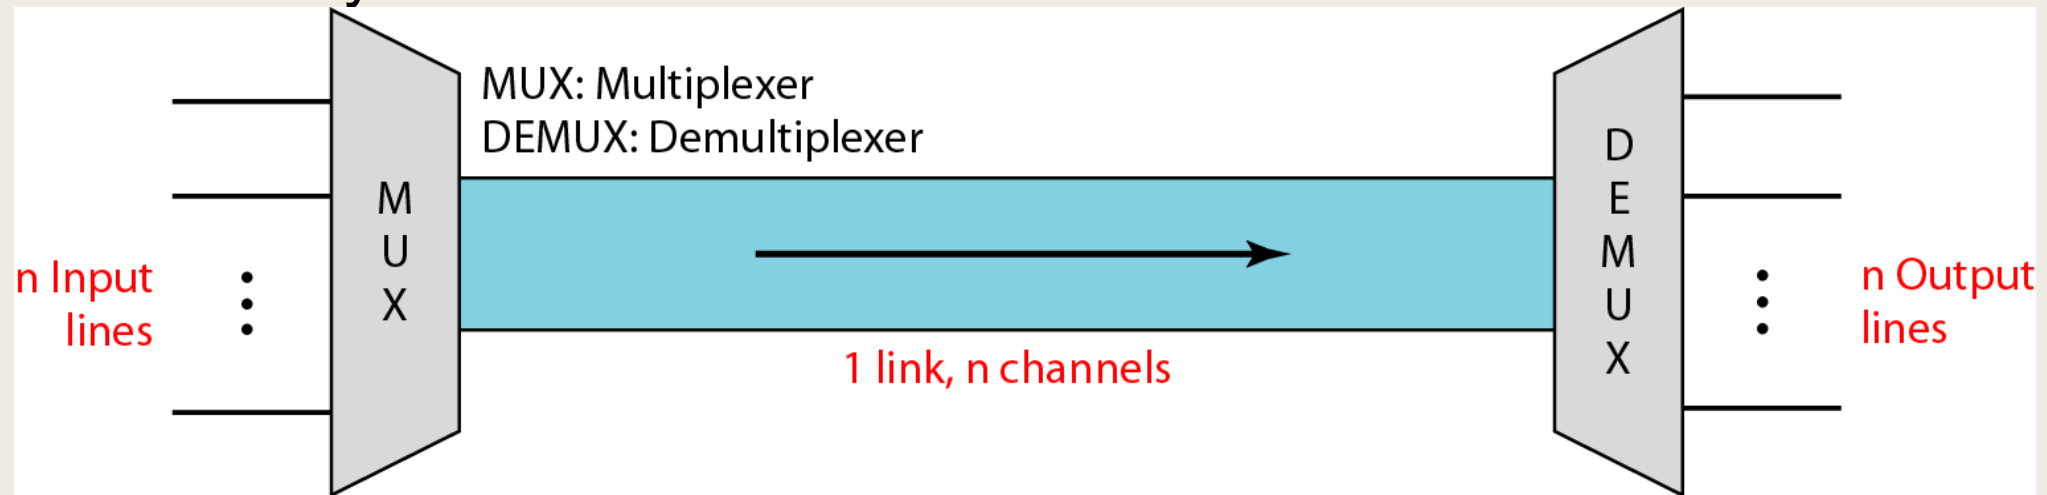 MUX: Multiplexer
DEMUX: Demultiplexer
M
U
X
D
E
M
U
X
n Input
lines
n Output
lines
1 link, n channels